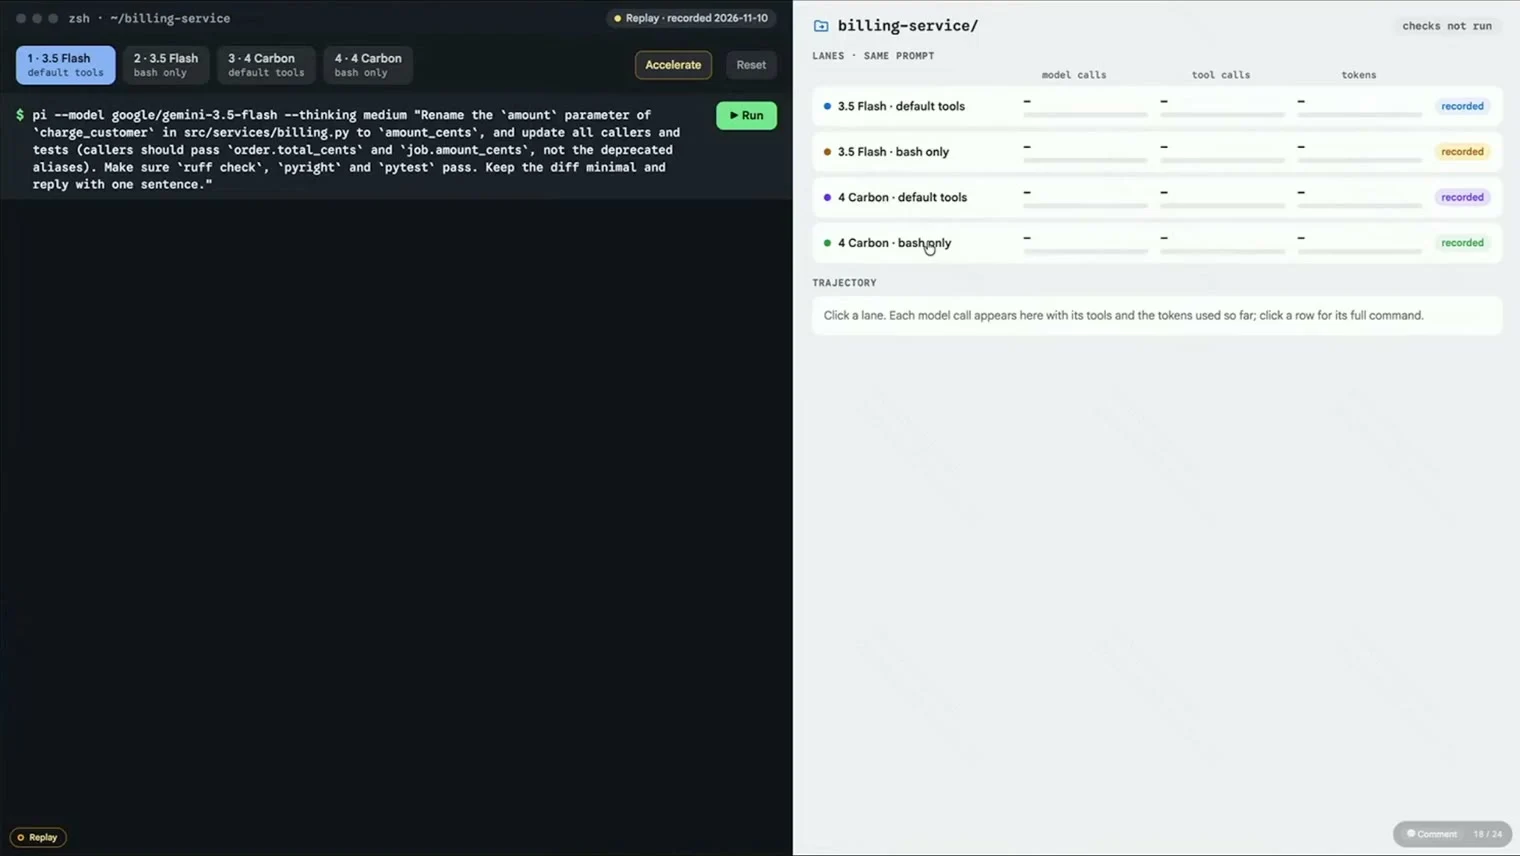 zsh · ~/billing-service
Replay · recorded 2026-11-10
1 · 3.5 Flash
default tools
2 · 3.5 Flash
bash only
3 · 4 Carbon
default tools
4 · 4 Carbon
bash only
Accelerate
Reset
$ pi --model google/gemini-3.5-flash --thinking medium "Rename the `amount` parameter of
`charge_customer` in src/services/billing.py to `amount_cents`, and update all callers and
tests (callers should pass `order.total_cents` and `job.amount_cents`, not the deprecated
aliases). Make sure `ruff check`, `pyright` and `pytest` pass. Keep the diff minimal and
reply with one sentence."
▶ Run
Replay
billing-service/
checks not run
LANES · SAME PROMPT
model calls
tool calls
tokens
3.5 Flash · default tools
– – –
recorded
3.5 Flash · bash only
– – –
recorded
4 Carbon · default tools
– – –
recorded
4 Carbon · bash only
– – –
recorded
TRAJECTORY
Click a lane. Each model call appears here with its tools and the tokens used so far; click a row for its full command.
Comment
18 / 24